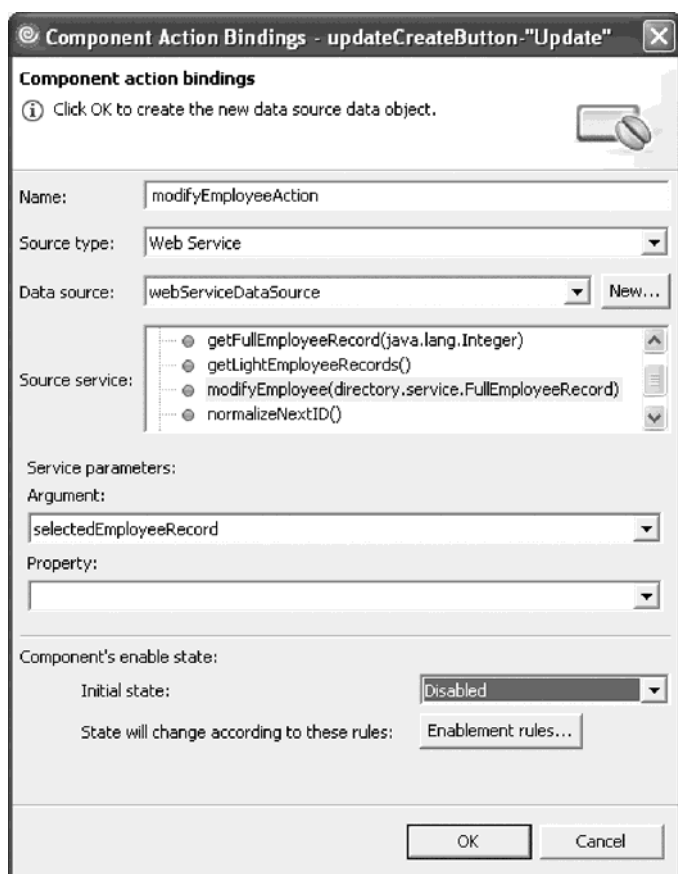 Component Action Bindings - updateCreateButton-"Update"
Component action bindings
Click OK to create the new data source data object.
Name: modifyEmployeeAction
Source type: Web Service
Data source: webServiceDataSource New...
getFullEmployeeRecord(java.lang.Integer)
getLightEmployeeRecords()
Source service: modifyEmployee(directory.service.FullEmployeeRecord)
normalizeNextID()
Service parameters:
Argument:
selectedEmployeeRecord
Property:
Component's enable state:
Initial state: Disabled
State will change according to these rules: Enablement rules...
OK Cancel